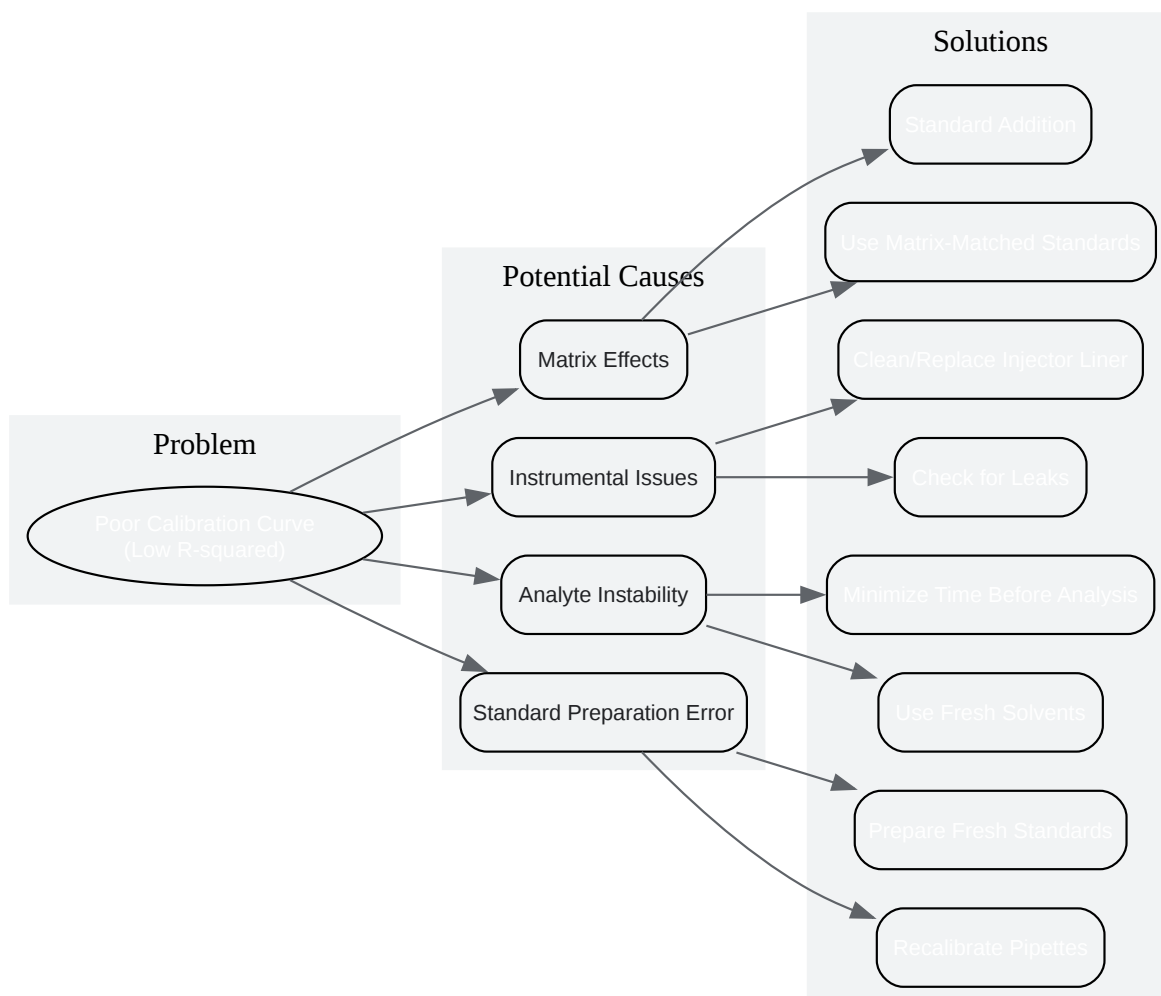 Problem
Poor Calibration Curve
(Low R-squared)
Potential Causes
Matrix Effects
Instrumental Issues
Analyte Instability
Standard Preparation Error
Solutions
Standard Addition
Use Matrix-Matched Standards
Clean/Replace Injector Liner
Check for Leaks
Minimize Time Before Analysis
Use Fresh Solvents
Prepare Fresh Standards
Recalibrate Pipettes